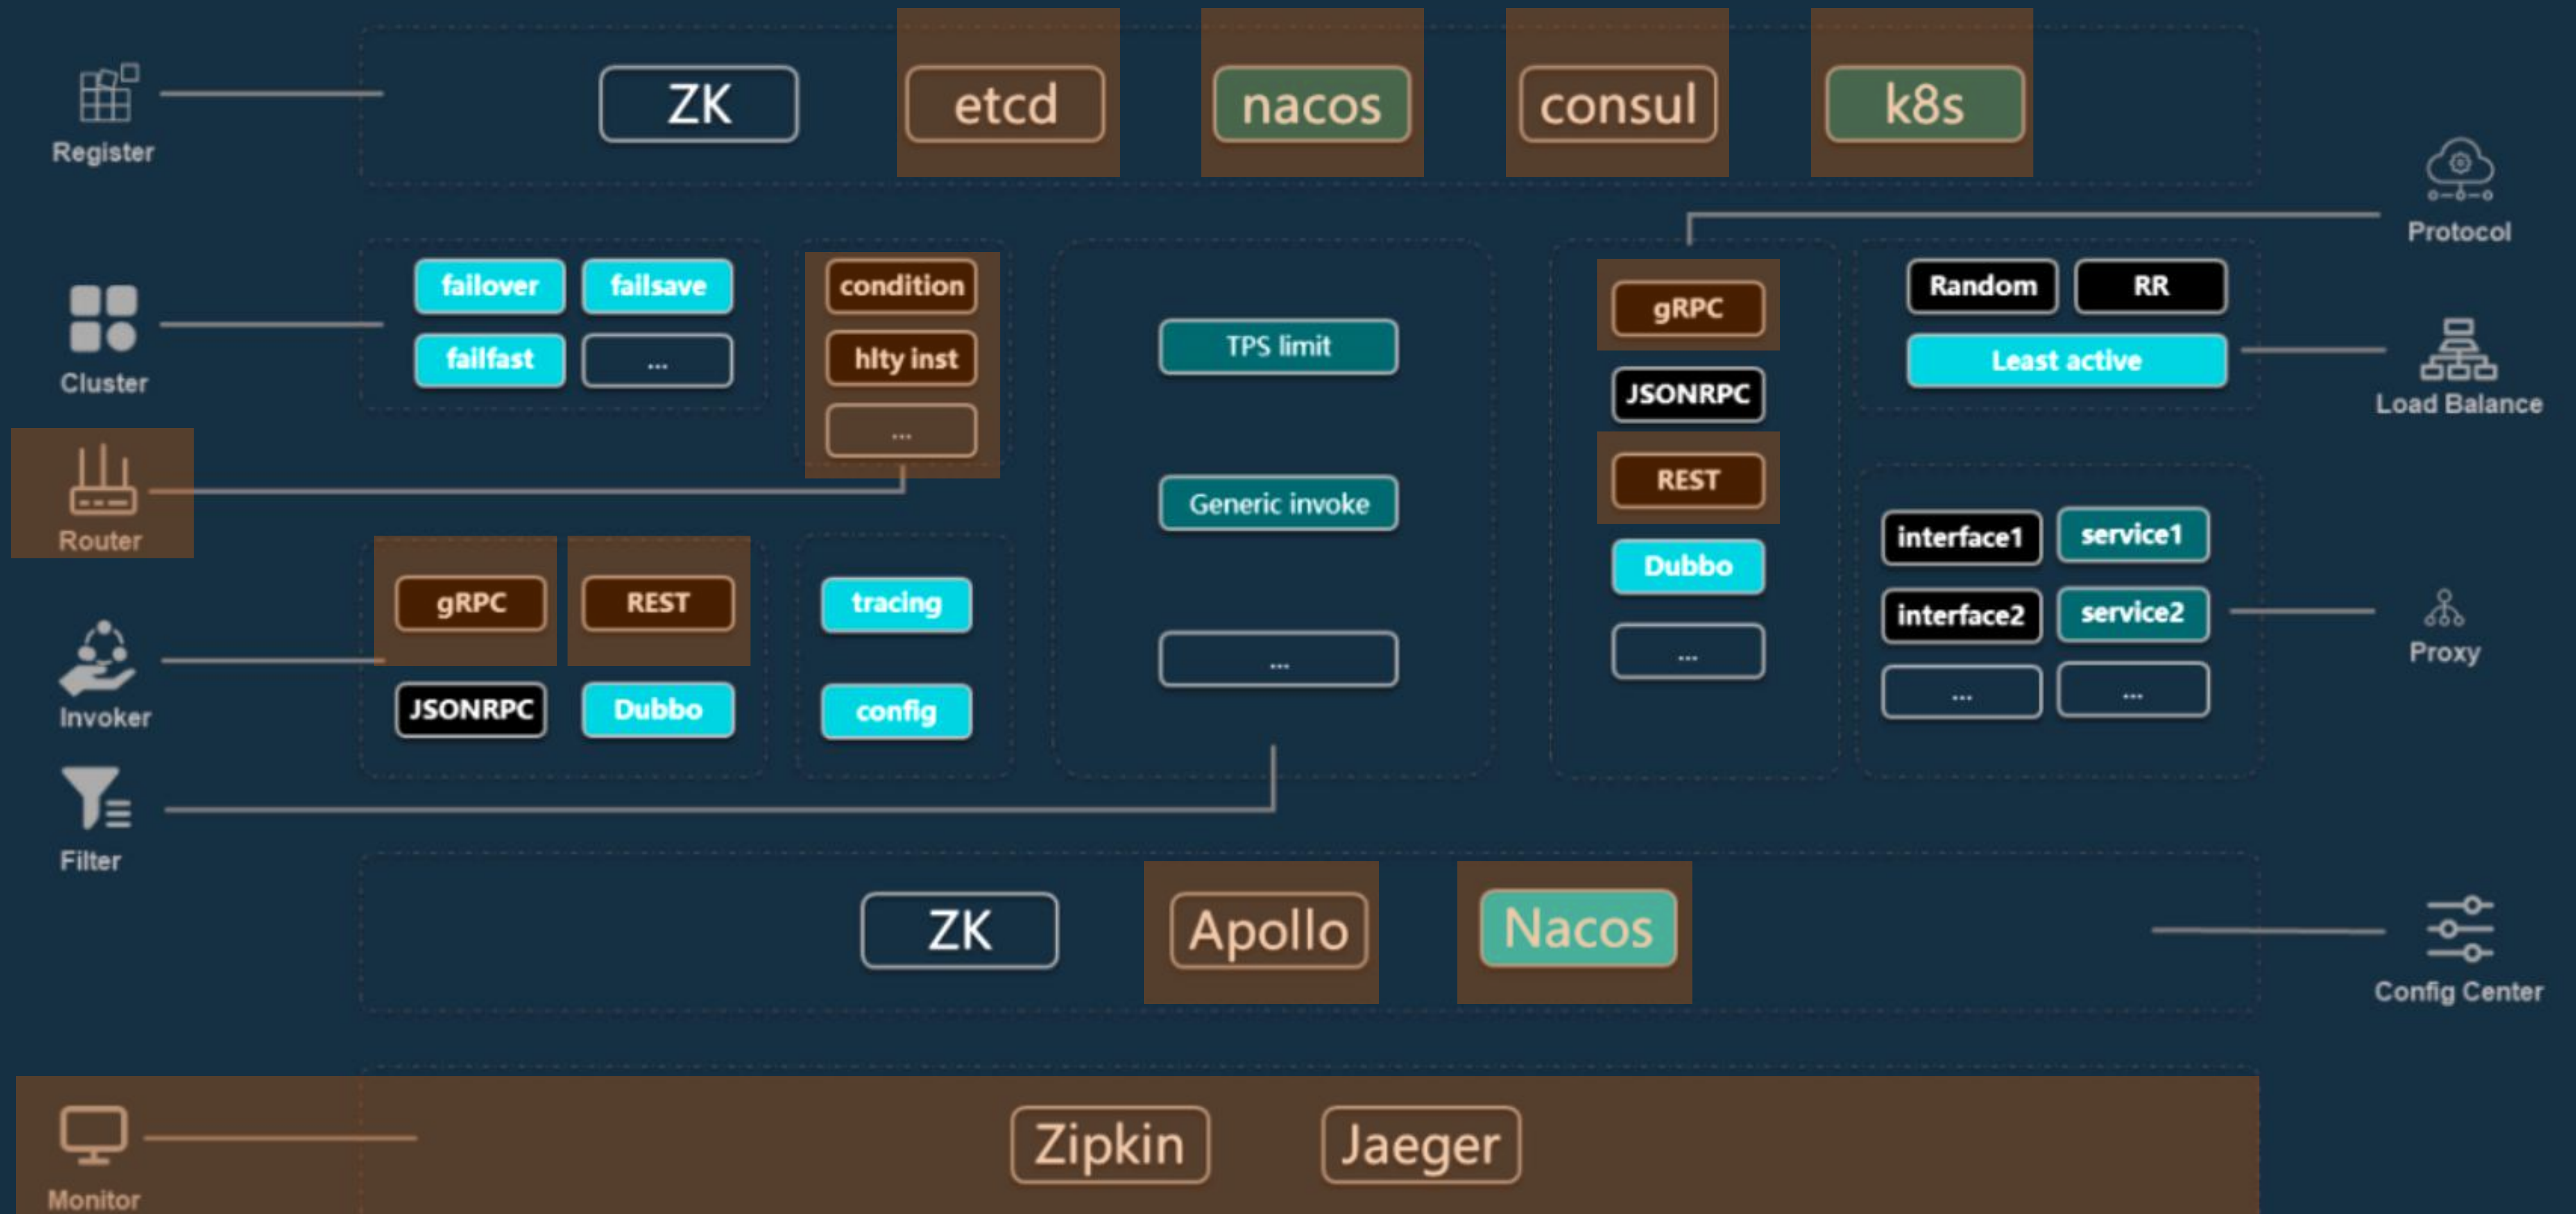 Register
ZK
etcd
nacos
consul
k8s
Protocol
Cluster
failover
failsave
failfast
...
condition
hlty inst
...
TPS limit
Generic invoke
...
gRPC
JSONRPC
REST
Dubbo
...
Random
RR
Least active
Load Balance
Router
Invoker
gRPC
REST
JSONRPC
Dubbo
tracing
config
interface1
service1
interface2
service2
...
...
Proxy
Filter
ZK
Apollo
Nacos
Config Center
Monitor
Zipkin
Jaeger